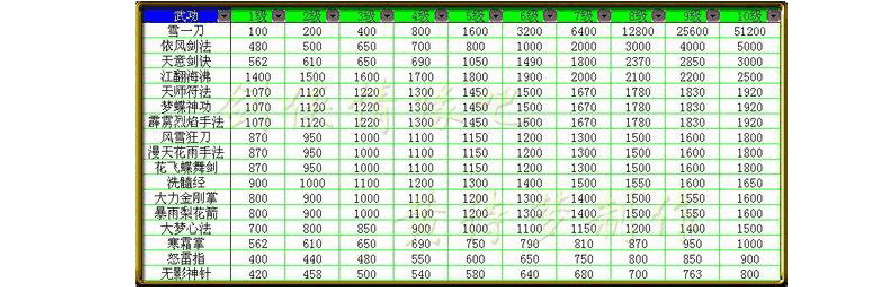 武功 1级 2级 3级 4级 5级 6级 7级 8级 9级 10级
雪一刀 100 200 400 800 1600 3200 6400 12800 25600 51200
依风剑法 480 500 650 700 800 1000 2000 3000 4000 5000
天意剑诀 562 610 650 690 1050 1490 1800 2370 2850 3000
江翻海沸 1400 1500 1600 1700 1800 1900 2000 2100 2200 2500
天师符法 1070 1120 1220 1300 1450 1500 1670 1780 1830 1920
梦蝶神功 1070 1120 1220 1300 1450 1500 1670 1780 1830 1920
霹雳烈焰手法 1070 1120 1220 1300 1450 1500 1670 1780 1830 1920
风雪狂刀 870 950 1000 1100 1150 1200 1300 1500 1600 1800
漫天花雨手法 870 950 1000 1100 1150 1200 1300 1500 1600 1800
花飞蝶舞剑 870 950 1000 1100 1150 1200 1300 1500 1600 1800
洗髓经 900 1000 1100 1200 1300 1400 1500 1550 1600 1650
大力金刚掌 800 900 1000 1100 1200 1300 1400 1500 1550 1600
暴雨梨花箭 800 900 1000 1100 1200 1300 1400 1500 1550 1600
大梦心法 700 800 850 900 1000 1100 1150 1200 1400 1500
寒霜掌 562 610 650 690 750 790 810 870 950 1000
怒雷指 400 440 480 550 600 650 750 800 850 900
无影神针 420 458 500 540 580 640 680 700 763 800